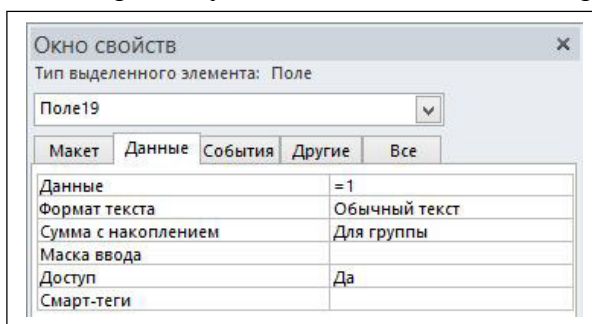 Окно свойств ×
Тип выделенного элемента: Поле
Поле19
Макет Данные События Другие Все
Данные =1
Формат текста Обычный текст
Сумма с накоплением Для группы
Маска ввода
Доступ Да
Смарт-теги